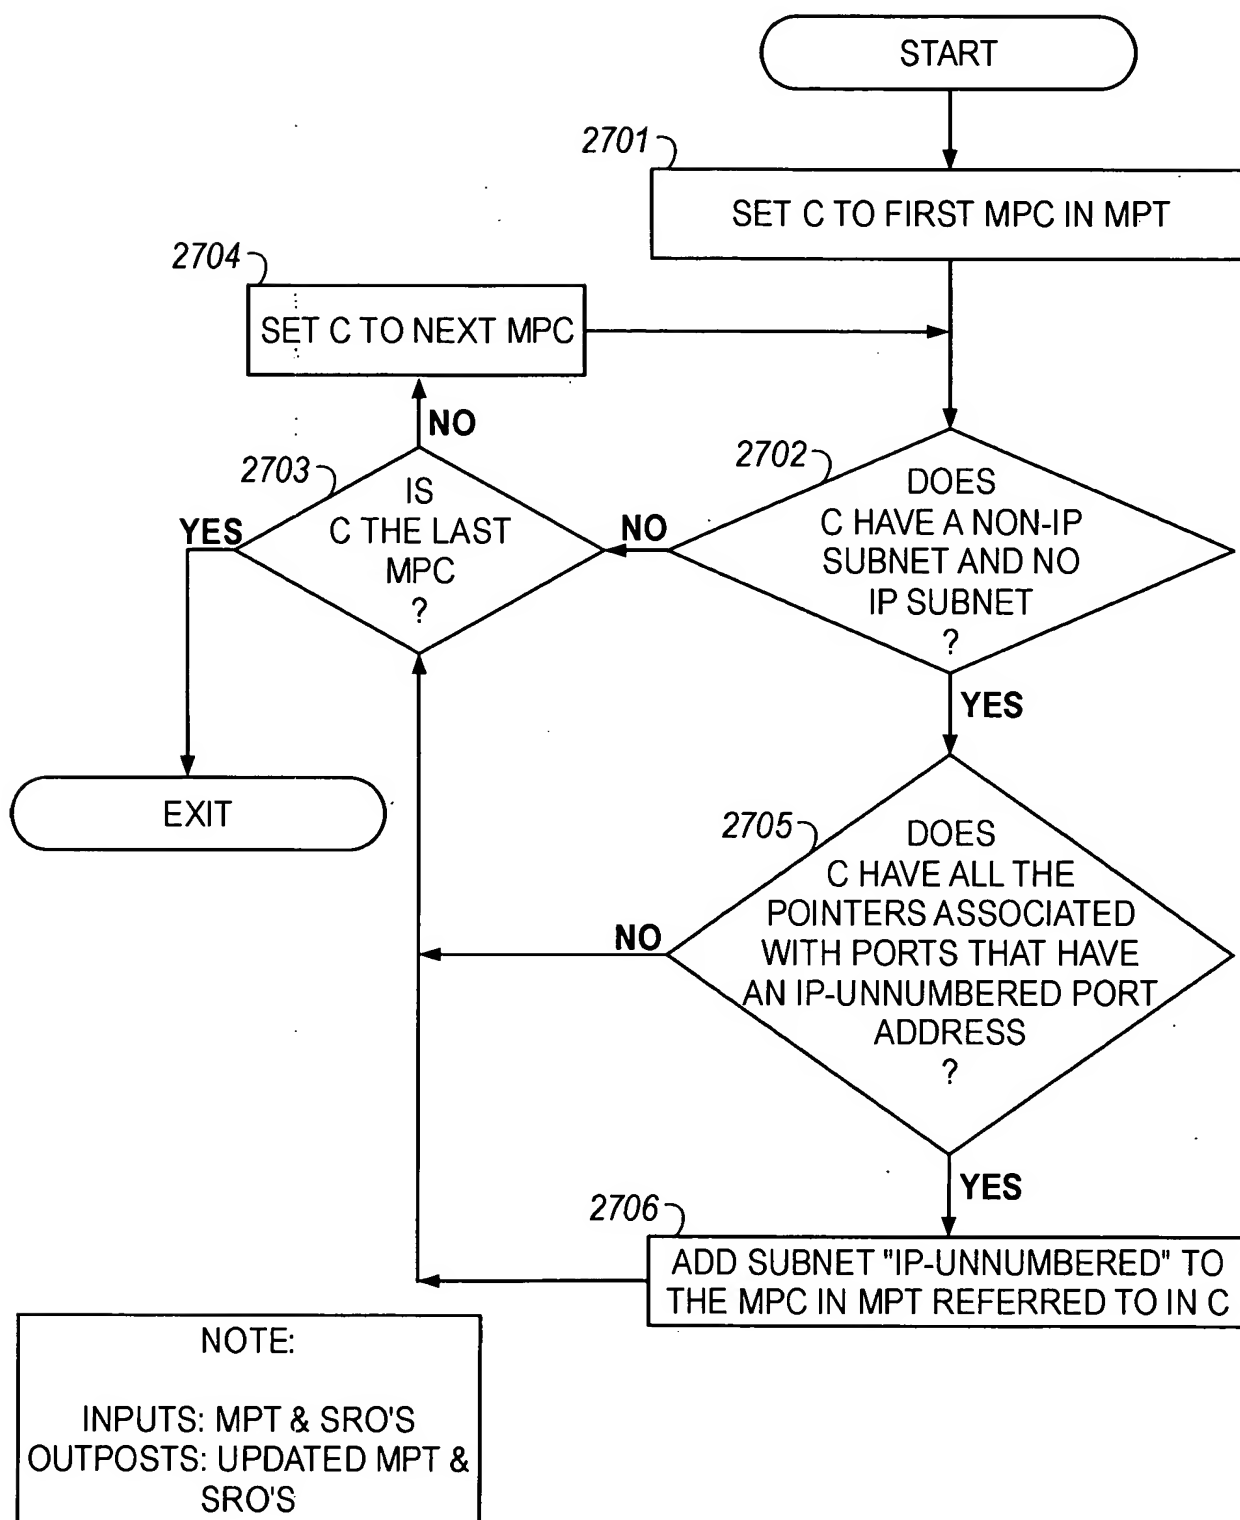 START
2701
SET C TO FIRST MPC IN MPT
2704
SET C TO NEXT MPC
NO
2703
IS
C THE LAST
MPC
?
YES
2702
DOES
C HAVE A NON-IP
SUBNET AND NO
IP SUBNET
?
NO
YES
EXIT
2705
DOES
C HAVE ALL THE
POINTERS ASSOCIATED
WITH PORTS THAT HAVE
AN IP-UNNUMBERED PORT
ADDRESS
?
NO
YES
2706
ADD SUBNET "IP-UNNUMBERED" TO
THE MPC IN MPT REFERRED TO IN C
NOTE:
INPUTS: MPT & SRO'S
OUTPOSTS: UPDATED MPT &
SRO'S